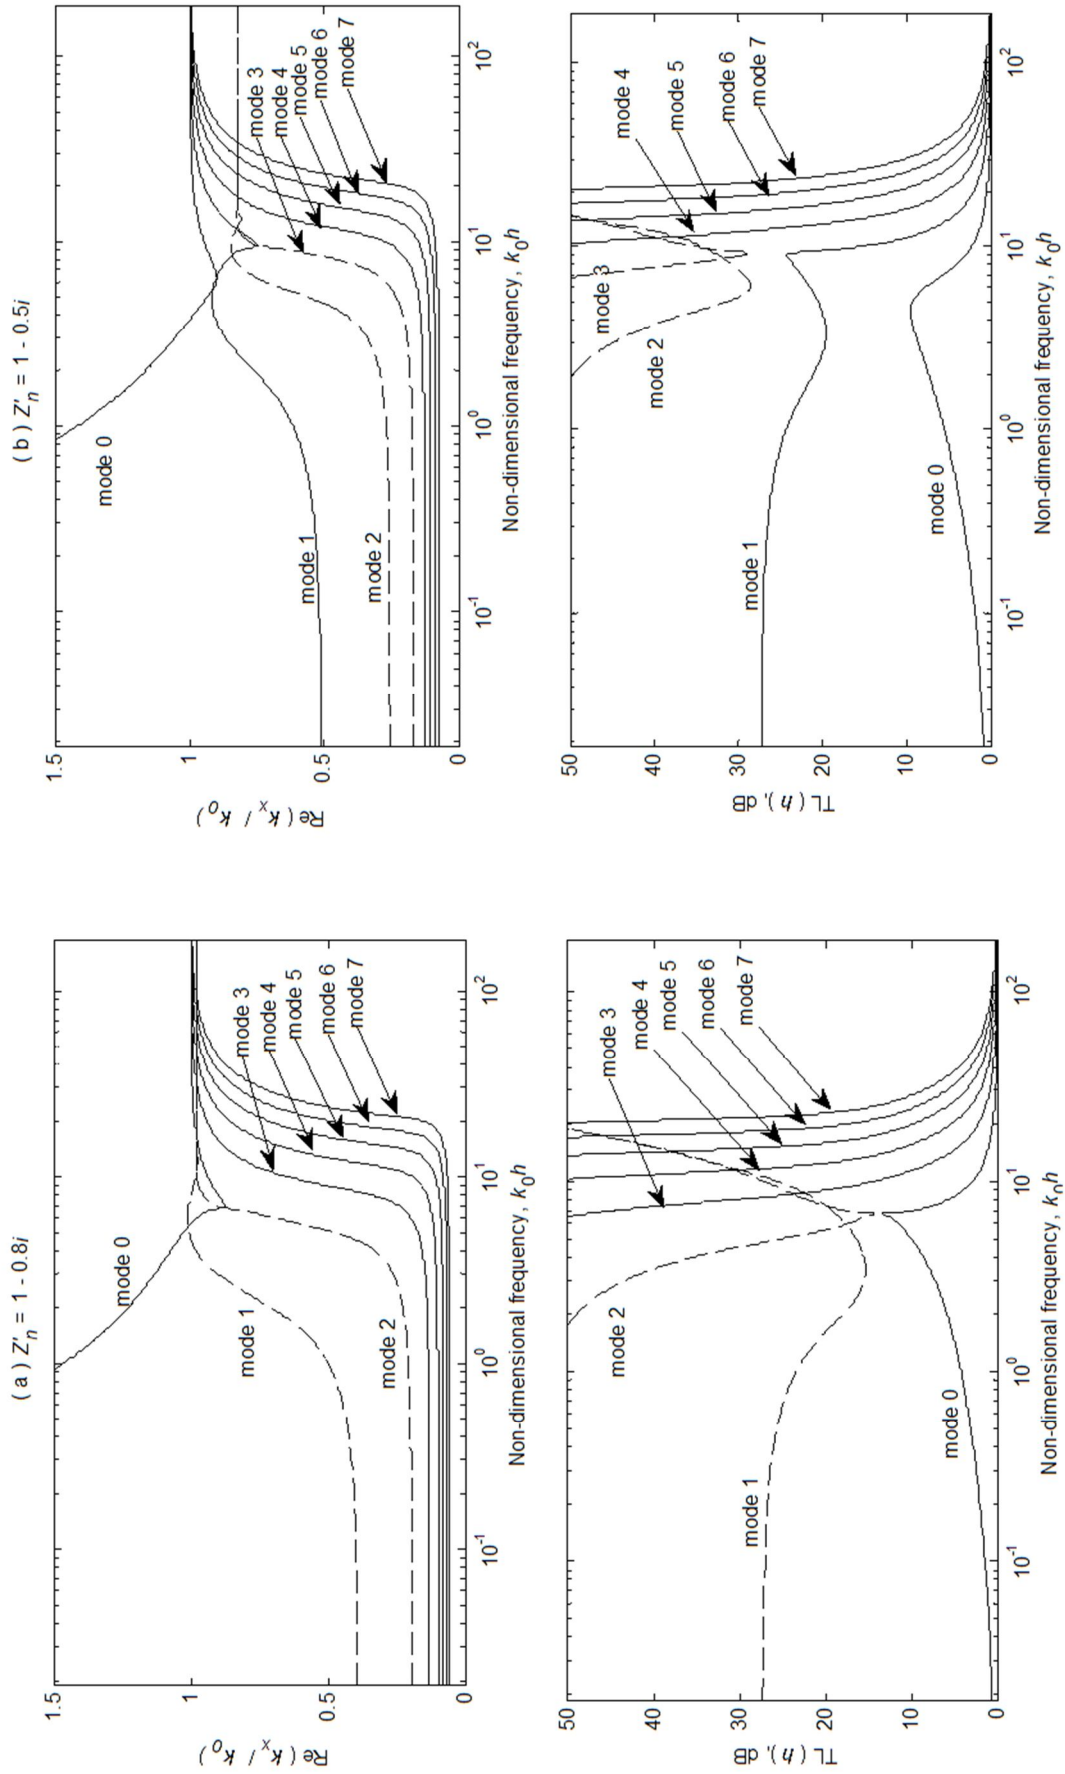 ( a ) Z'n = 1 - 0.8i
1.5
1
0.5
0
Re ( kx / k0 )
mode 0
mode 1
mode 2
mode 3
mode 4
mode 5
mode 6
mode 7
10-1
100
101
102
Non-dimensional frequency, k0h
50
40
30
20
10
0
TL ( h ), dB
mode 0
mode 1
mode 2
mode 3
mode 4
mode 5
mode 6
mode 7
10-1
100
101
102
Non-dimensional frequency, k0h
( b ) Z'n = 1 - 0.5i
1.5
1
0.5
0
Re ( kx / k0 )
mode 0
mode 1
mode 2
mode 3
mode 4
mode 5
mode 6
mode 7
10-1
100
101
102
Non-dimensional frequency, k0h
50
40
30
20
10
0
TL ( h ), dB
mode 0
mode 1
mode 2
mode 3
mode 4
mode 5
mode 6
mode 7
10-1
100
101
102
Non-dimensional frequency, k0h